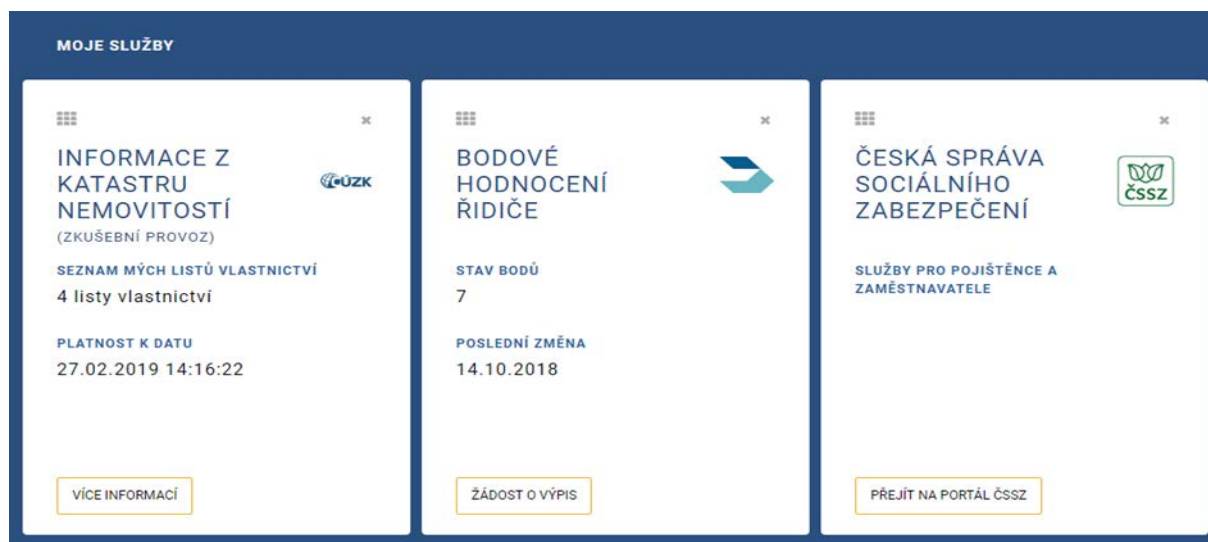 MOJE SLUŽBY
INFORMACE Z
KATASTRU
NEMOVITOSTÍ
(ZKUŠEBNÍ PROVOZ)
ČÚZK
SEZNAM MÝCH LISTŮ VLASTNICTVÍ
4 listy vlastnictví
PLATNOST K DATU
27.02.2019 14:16:22
VÍCE INFORMACÍ
BODOVÉ
HODNOCENÍ
ŘIDIČE
STAV BODŮ
7
POSLEDNÍ ZMĚNA
14.10.2018
ŽÁDOST O VÝPIS
ČESKÁ SPRÁVA
SOCIÁLNÍHO
ZABEZPEČENÍ
ČSSZ
SLUŽBY PRO POJIŠTĚNCE A
ZAMĚSTNAVATELE
PŘEJÍT NA PORTÁL ČSSZ